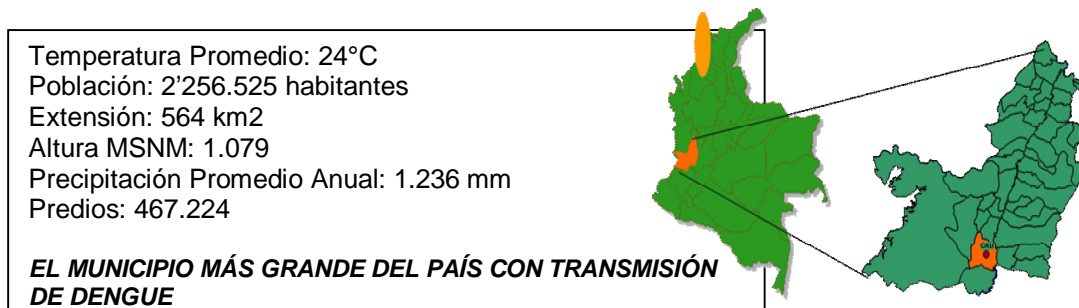 Temperatura Promedio: 24°C
Población: 2'256.525 habitantes
Extensión: 564 km2
Altura MSNM: 1.079
Precipitación Promedio Anual: 1.236 mm
Predios: 467.224
EL MUNICIPIO MÁS GRANDE DEL PAÍS CON TRANSMISIÓN
DE DENGUE